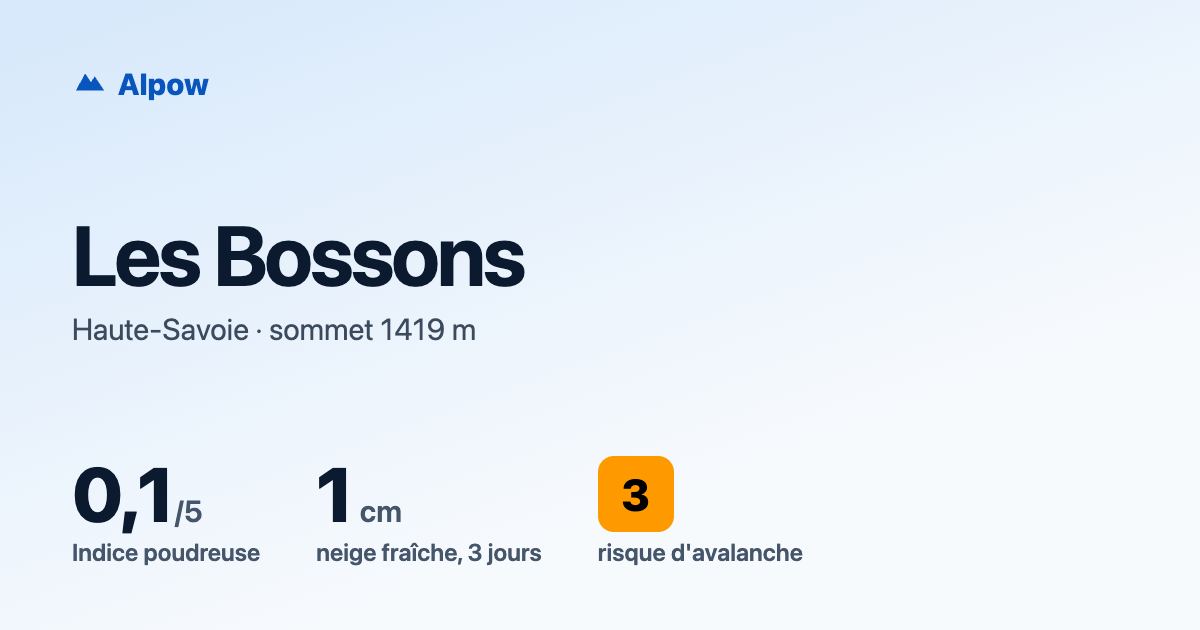 Alpow
Les Bossons
Haute-Savoie · sommet 1419 m
0,1/5
Indice poudreuse
1 cm
neige fraîche, 3 jours
3
risque d'avalanche